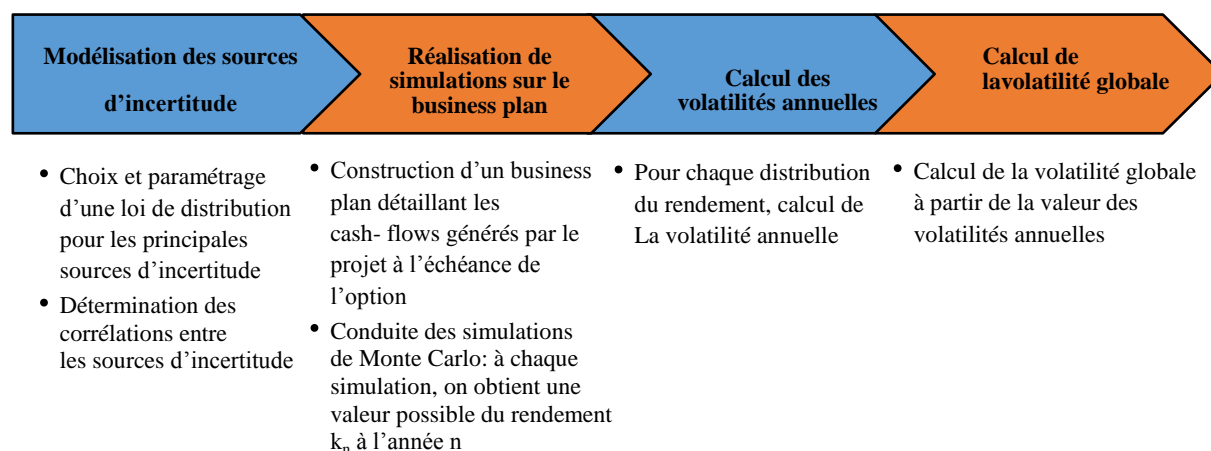 Modélisation des sources
d’incertitude
Réalisation de
simulations sur le
business plan
Calcul des
volatilités annuelles
Calcul de
lavolatilité globale
• Choix et paramétrage
d’une loi de distribution
pour les principales
sources d’incertitude
• Détermination des
corrélations entre
les sources d’incertitude
• Construction d’un business
plan détaillant les
cash- flows générés par le
projet à l’échéance de
l’option
• Conduite des simulations
de Monte Carlo: à chaque
simulation, on obtient une
valeur possible du rendement
kₙ à l’année n
• Pour chaque distribution
du rendement, calcul de
La volatilité annuelle
• Calcul de la volatilité globale
à partir de la valeur des
volatilités annuelles